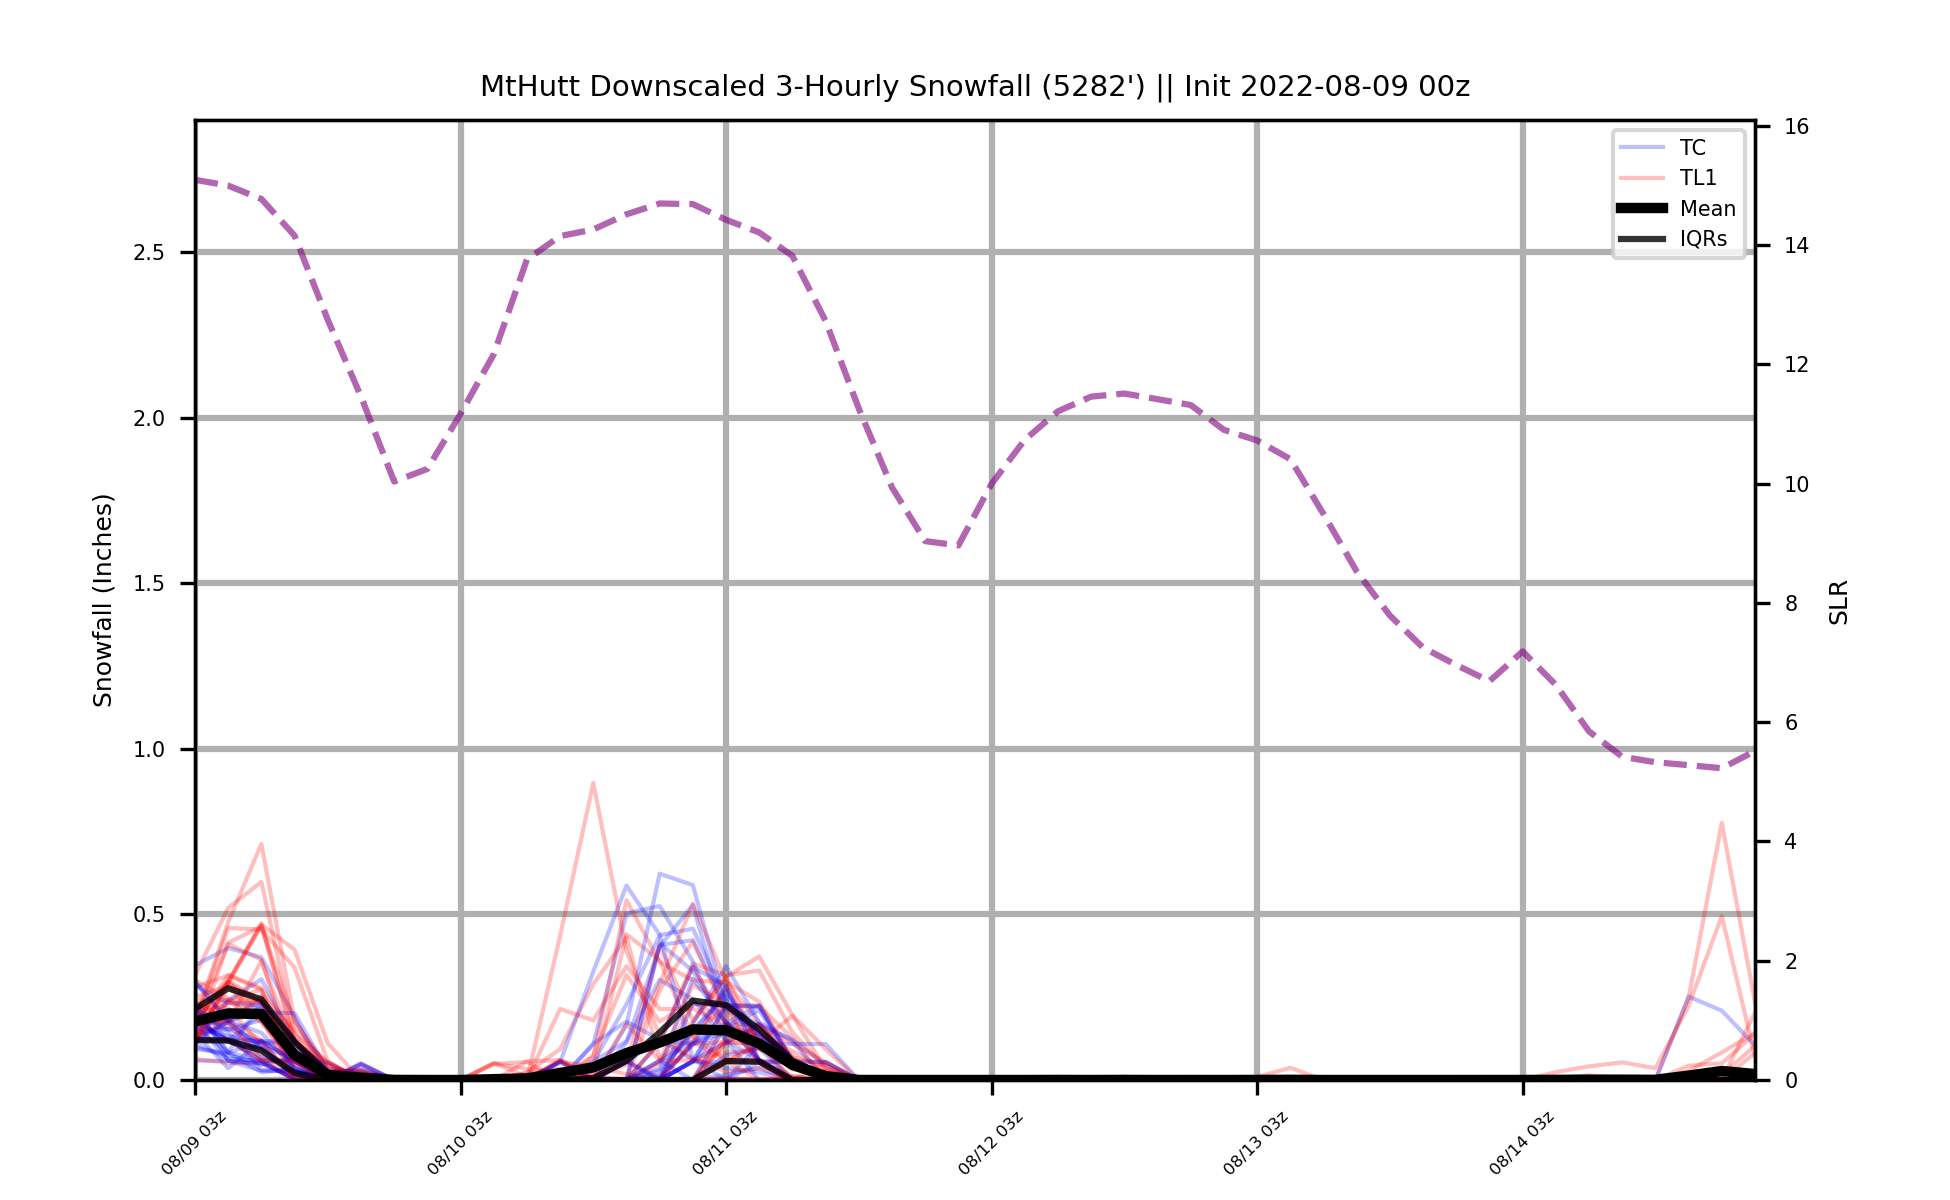 MtHutt Downscaled 3-Hourly Snowfall (5282') || Init 2022-08-09 00z
TC
TL1
Mean
IQRs
Snowfall (Inches)
2.5
2.0
1.5
1.0
0.5
0.0
16
14
12
10
8
6
4
2
0
SLR
08/09 03z
08/10 03z
08/11 03z
08/12 03z
08/13 03z
08/14 03z